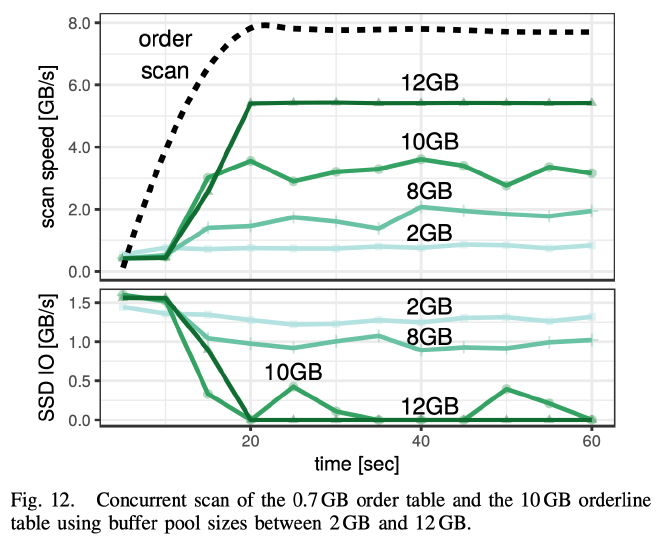 8.0
order
scan
6.0
12GB
scan speed [GB/s]
4.0
10GB
8GB
2.0
2GB
0.0
1.5
2GB
SSD IO [GB/s]
1.0
8GB
0.5
10GB
12GB
0.0
20
40
60
time [sec]
Fig. 12. Concurrent scan of the 0.7 GB order table and the 10 GB orderline
table using buffer pool sizes between 2 GB and 12 GB.